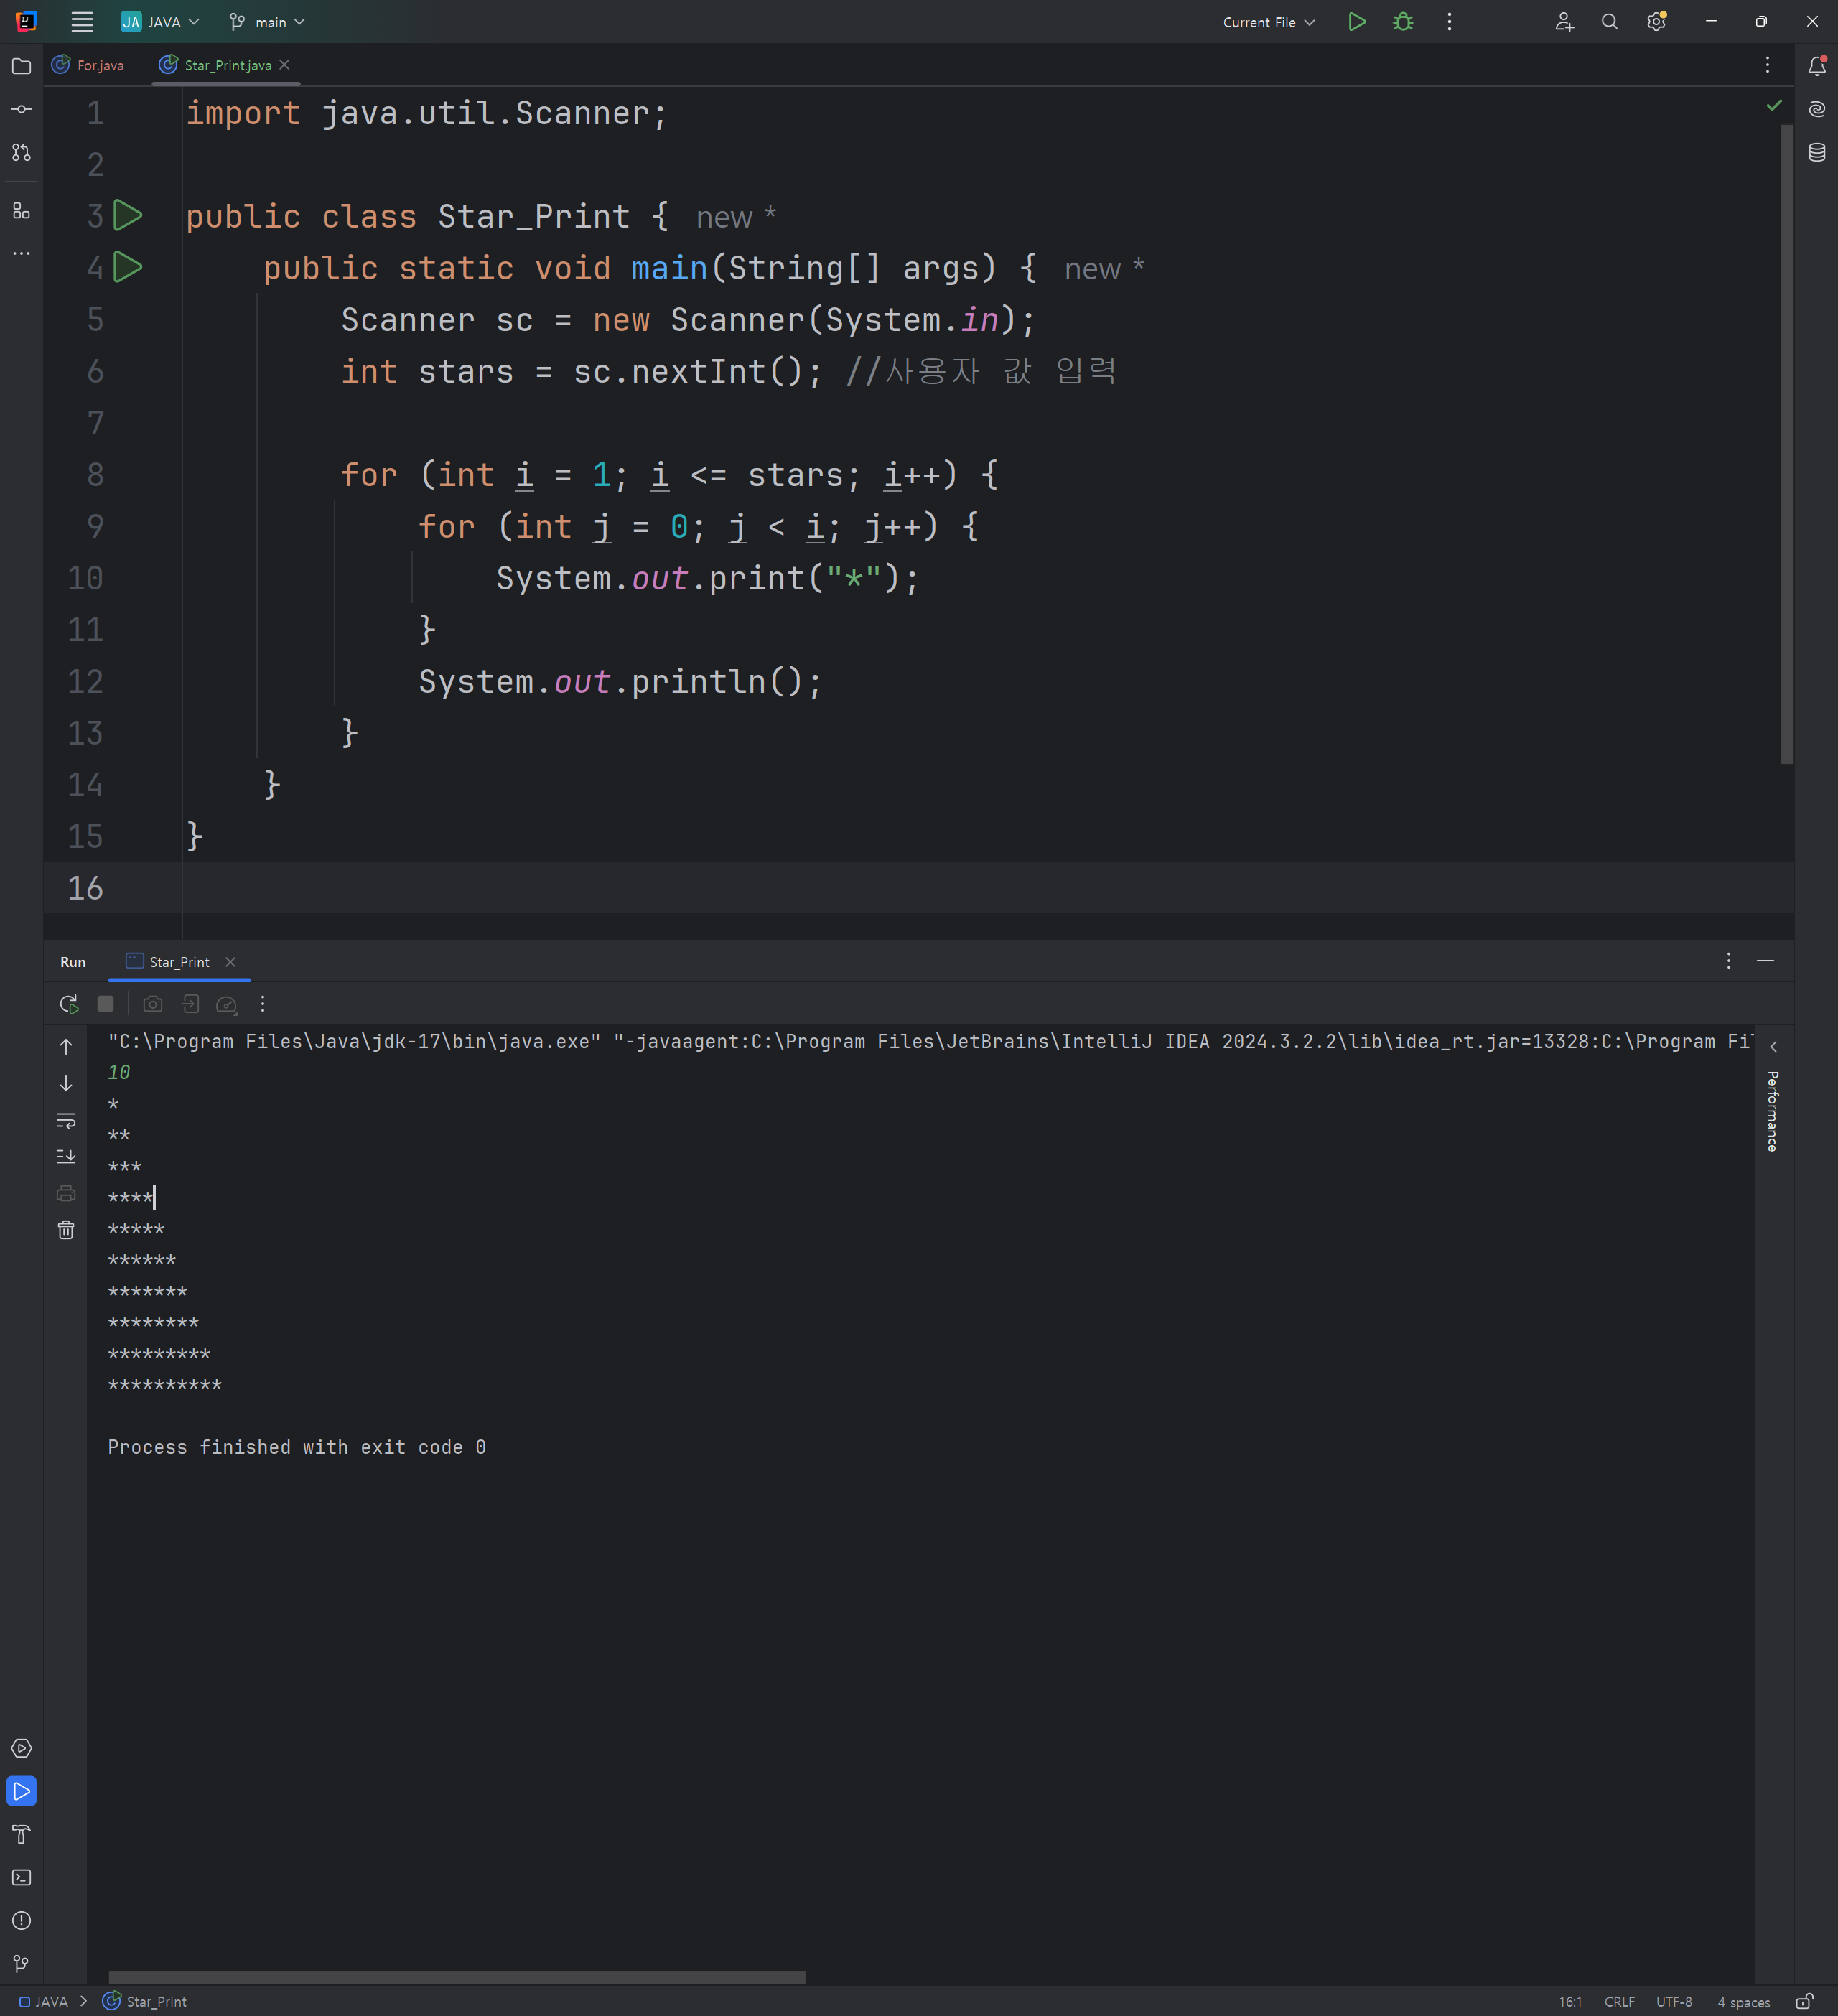 JA JAVA main Current File
For.java Star_Print.java
1 import java.util.Scanner;
2
3 public class Star_Print { new *
4 public static void main(String[] args) { new *
5 Scanner sc = new Scanner(System.in);
6 int stars = sc.nextInt(); //사용자 값 입력
7
8 for (int i = 1; i <= stars; i++) {
9 for (int j = 0; j < i; j++) {
10 System.out.print("*");
11 }
12 System.out.println();
13 }
14 }
15 }
16
Run Star_Print
"C:\Program Files\Java\jdk-17\bin\java.exe" "-javaagent:C:\Program Files\JetBrains\IntelliJ IDEA 2024.3.2.2\lib\idea_rt.jar=13328:C:\Program Fi
10
*
**
***
****
*****
******
*******
********
*********
**********
Process finished with exit code 0
Performance
JAVA > Star_Print 16:1 CRLF UTF-8 4 spaces